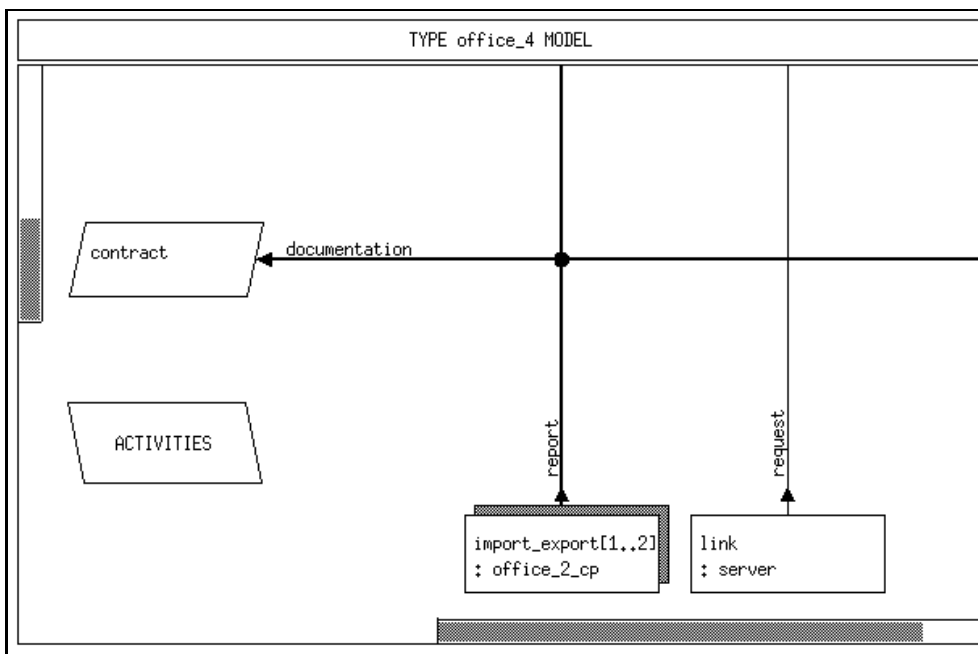 TYPE office_4 MODEL
contract
documentation
ACTIVITIES
report
request
import_export[1..2]
: office_2_cp
link
: server